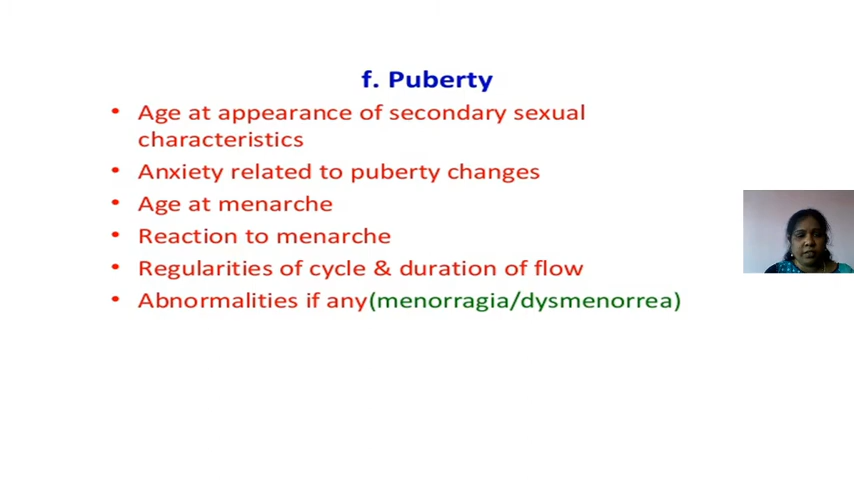 f. Puberty
• Age at appearance of secondary sexual
characteristics
• Anxiety related to puberty changes
• Age at menarche
• Reaction to menarche
• Regularities of cycle & duration of flow
• Abnormalities if any(menorragia/dysmenorrea)